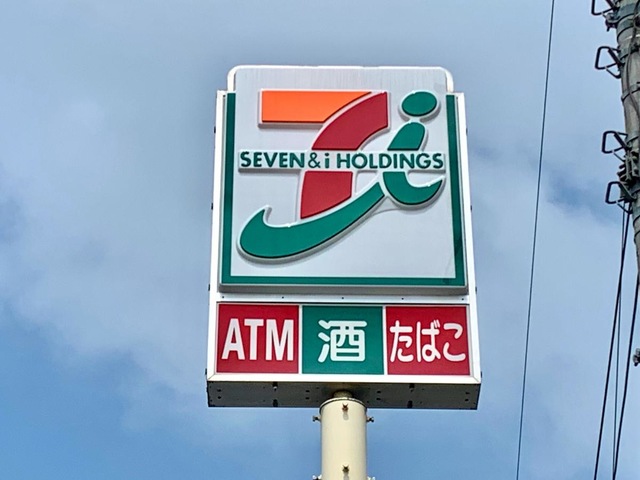 SEVEN & i HOLDINGS
ATM 酒 たばこ